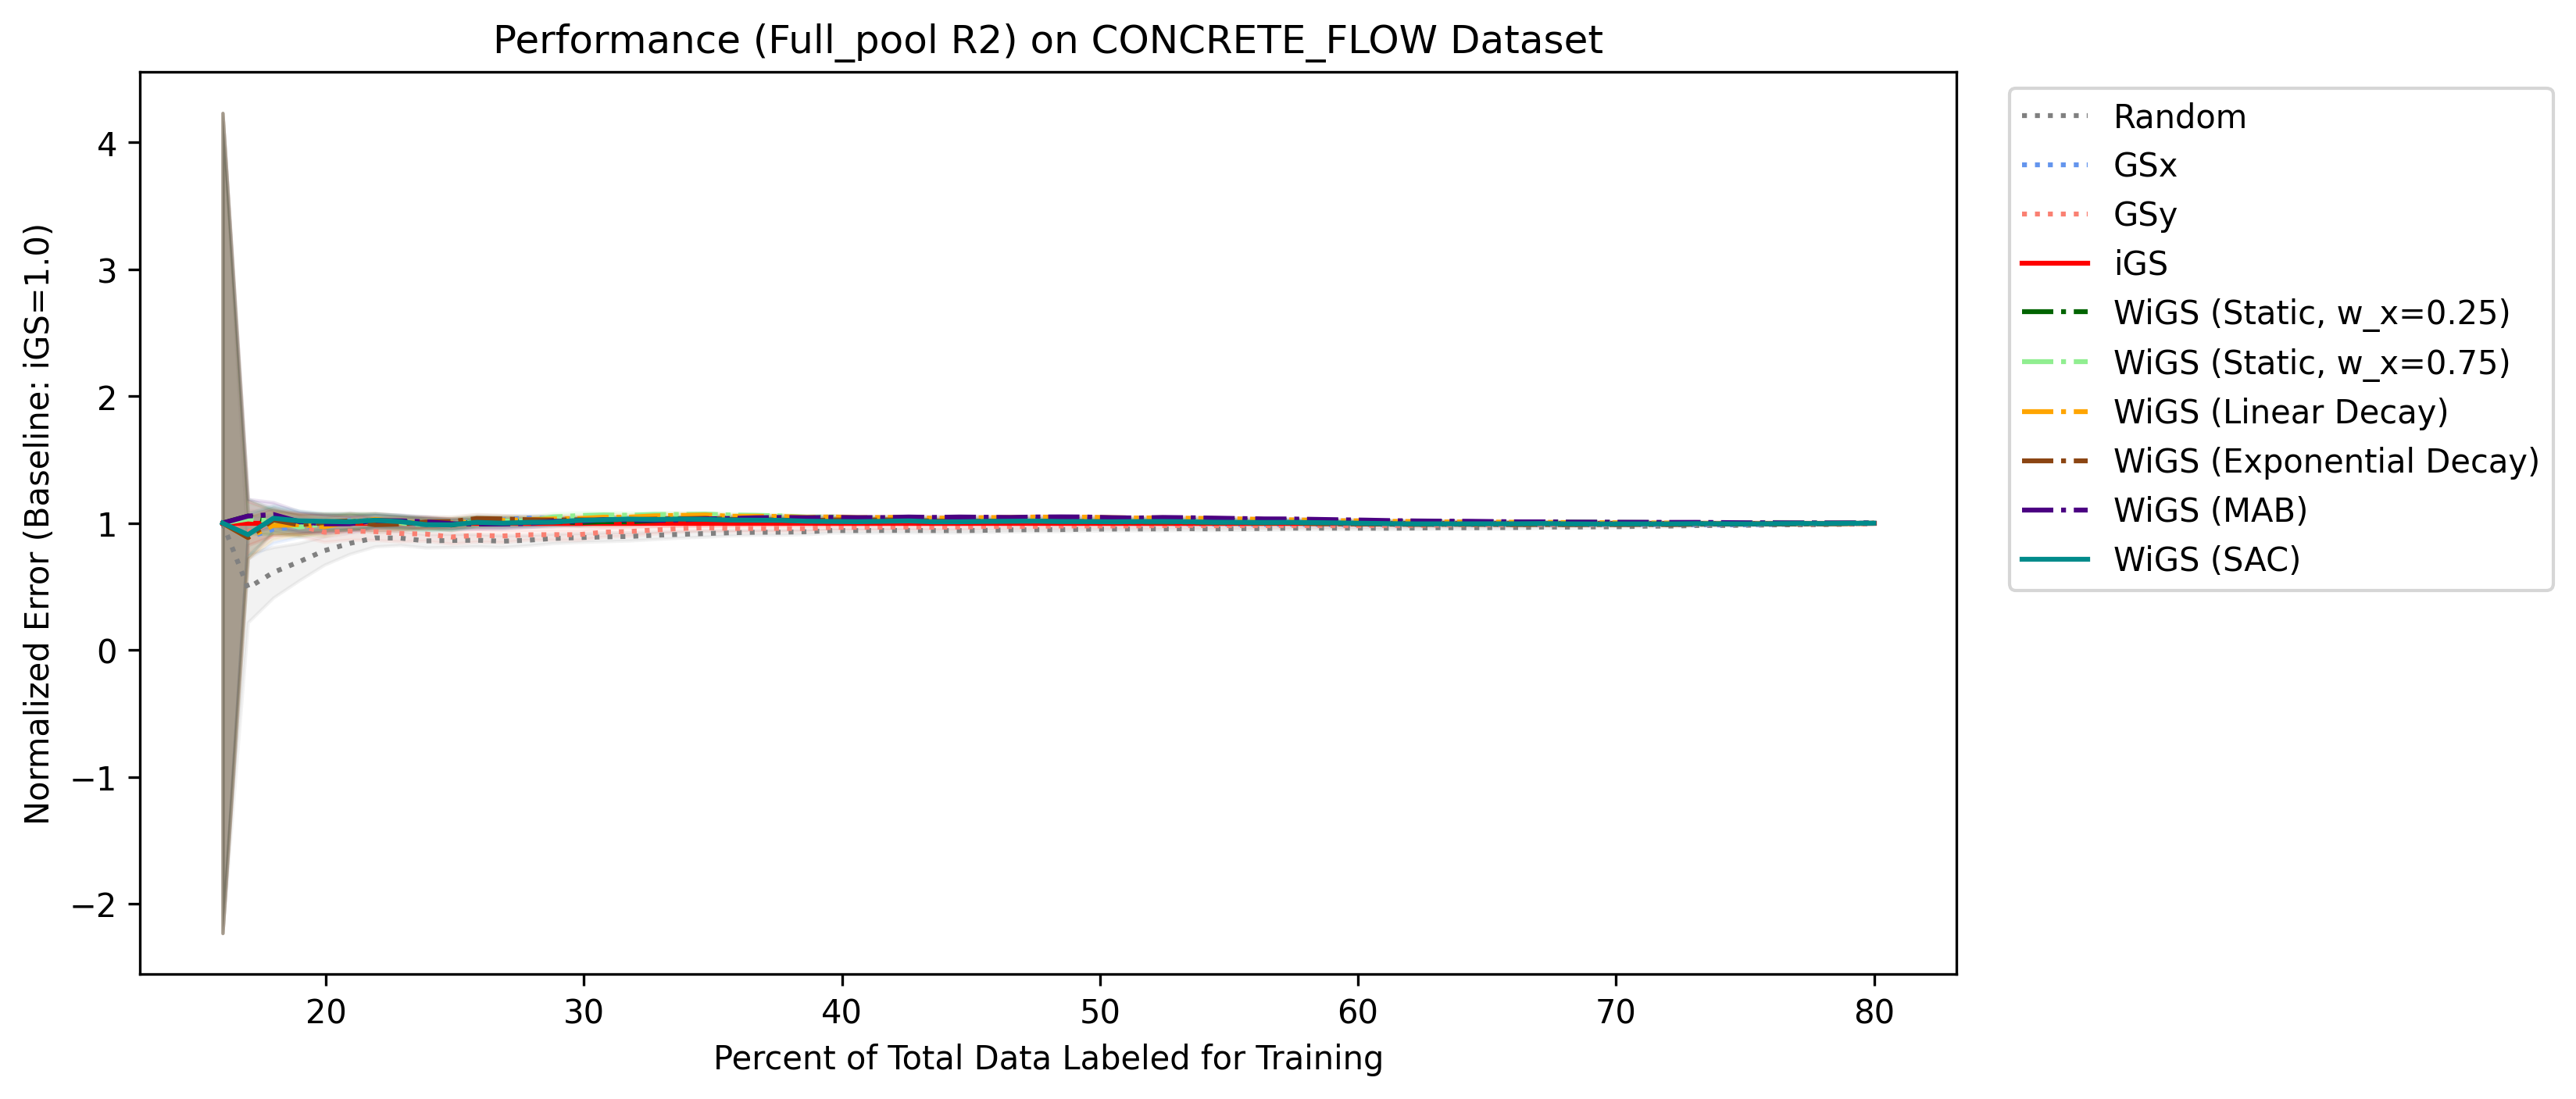 Performance (Full_pool R2) on CONCRETE_FLOW Dataset
Normalized Error (Baseline: iGS=1.0)
4
3
2
1
0
−1
−2
20
30
40
50
60
70
80
Percent of Total Data Labeled for Training
Random
GSx
GSy
iGS
WiGS (Static, w_x=0.25)
WiGS (Static, w_x=0.75)
WiGS (Linear Decay)
WiGS (Exponential Decay)
WiGS (MAB)
WiGS (SAC)